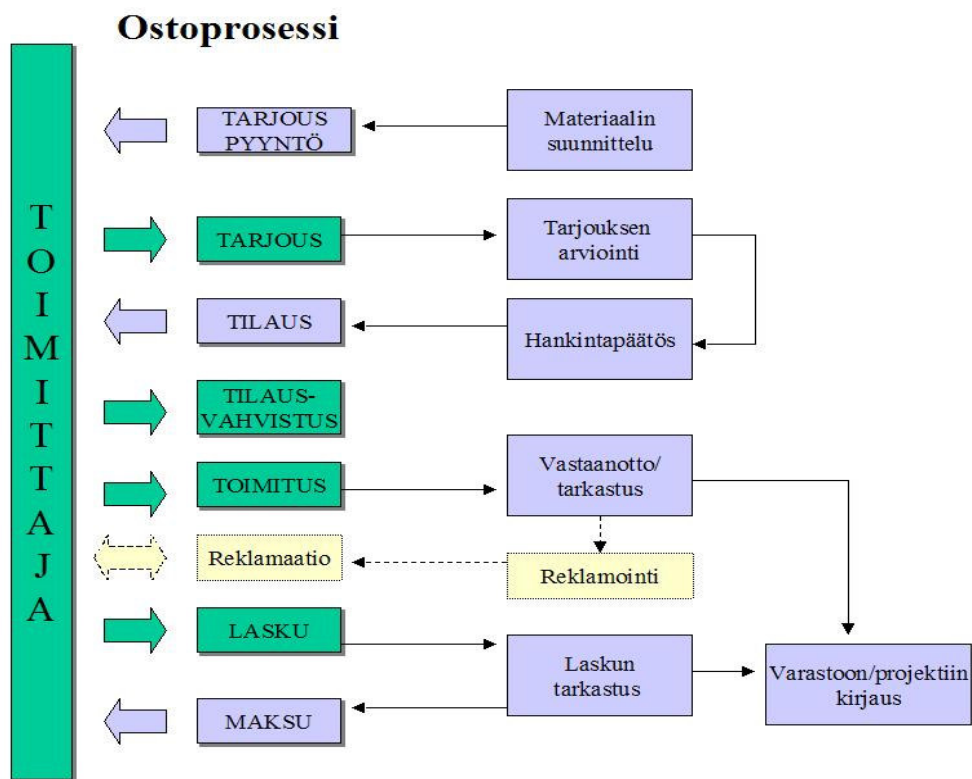 Ostoprosessi
TOIMITTAJA
TARJOUS
PYYNTÖ
Materiaalin
suunnittelu
TARJOUS
Tarjouksen
arviointi
TILAUS
Hankintapäätös
TILAUS-
VAHVISTUS
TOIMITUS
Vastaanotto/
tarkastus
Reklamaatio
Reklamointi
LASKU
Laskun
tarkastus
Varastoon/projektiin
kirjaus
MAKSU